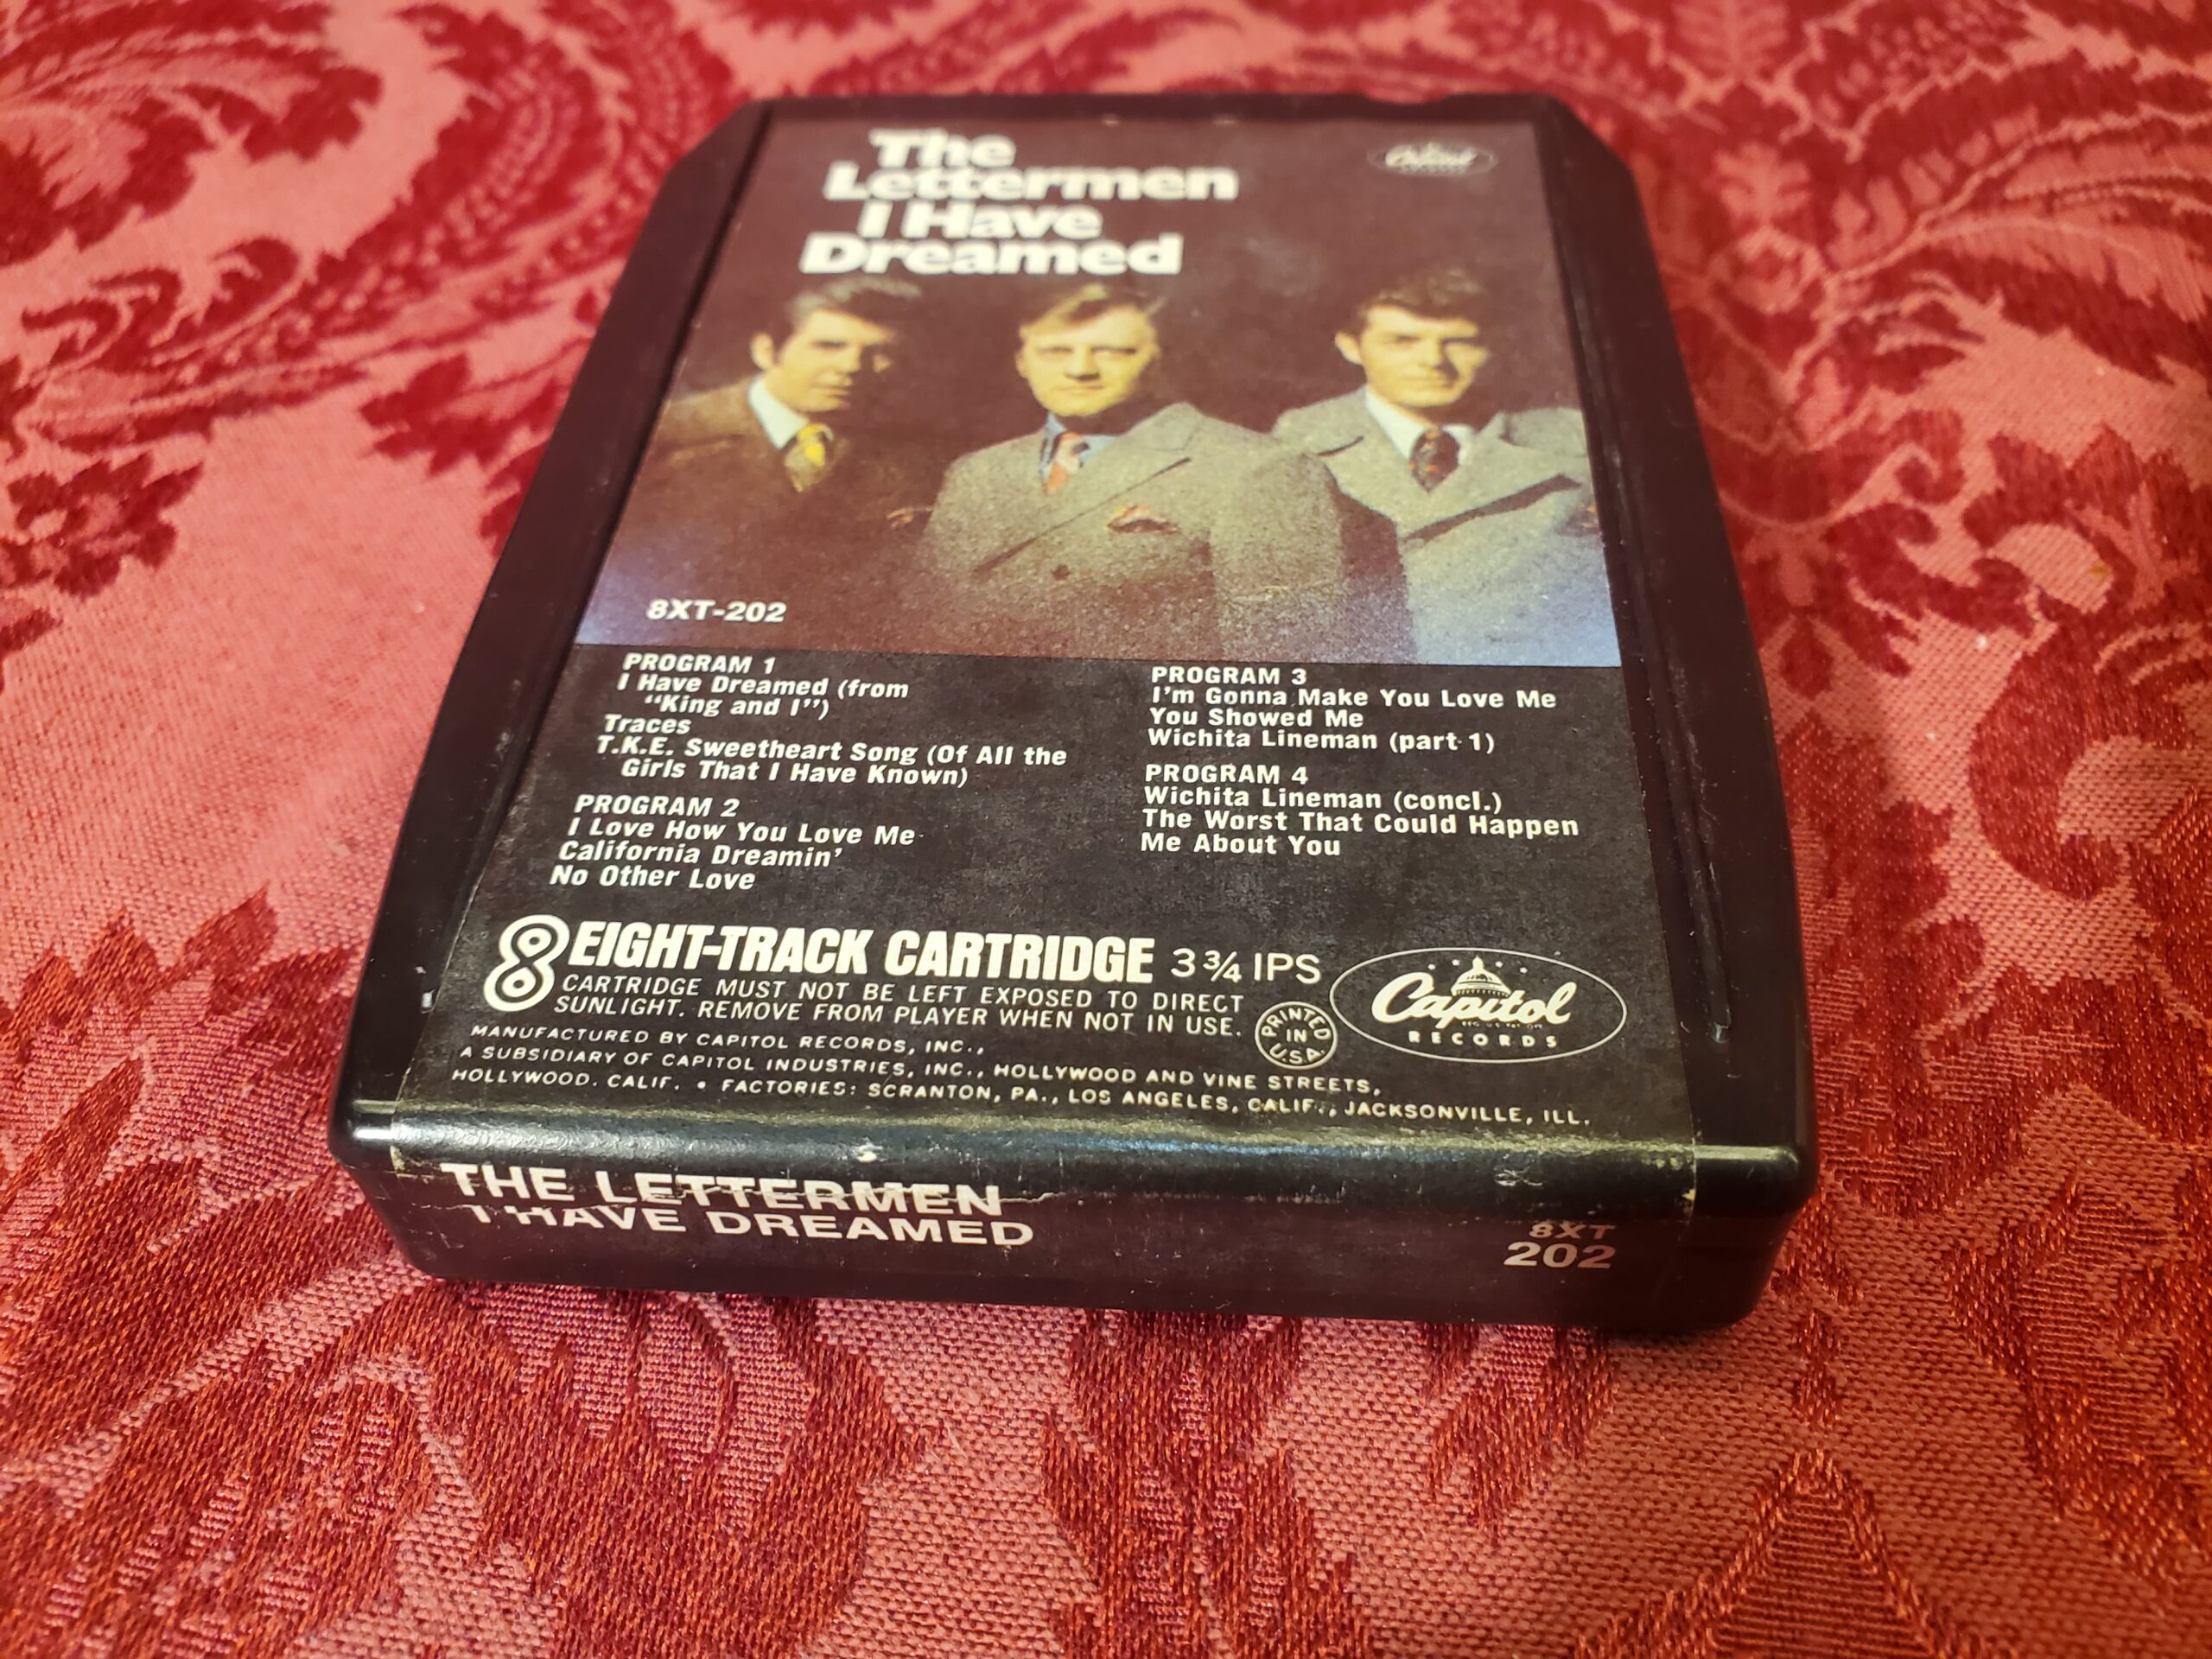 The
Lettermen
I Have
Dreamed
Capitol
8XT-202
PROGRAM 1
I Have Dreamed (from
"King and I")
Traces
T.K.E. Sweetheart Song (Of All the
Girls That I Have Known)
PROGRAM 2
I Love How You Love Me
California Dreamin'
No Other Love
PROGRAM 3
I'm Gonna Make You Love Me
You Showed Me
Wichita Lineman (part 1)
PROGRAM 4
Wichita Lineman (concl.)
The Worst That Could Happen
Me About You
8 EIGHT-TRACK CARTRIDGE 3 3/4 IPS
CARTRIDGE MUST NOT BE LEFT EXPOSED TO DIRECT
SUNLIGHT. REMOVE FROM PLAYER WHEN NOT IN USE.
PRINTED
IN
U.S.A.
Capitol
RECORDS
MANUFACTURED BY CAPITOL RECORDS, INC.,
A SUBSIDIARY OF CAPITOL INDUSTRIES, INC., HOLLYWOOD AND VINE STREETS,
HOLLYWOOD, CALIF. • FACTORIES: SCRANTON, PA., LOS ANGELES, CALIF., JACKSONVILLE, ILL.
THE LETTERMEN
I HAVE DREAMED
8XT
202